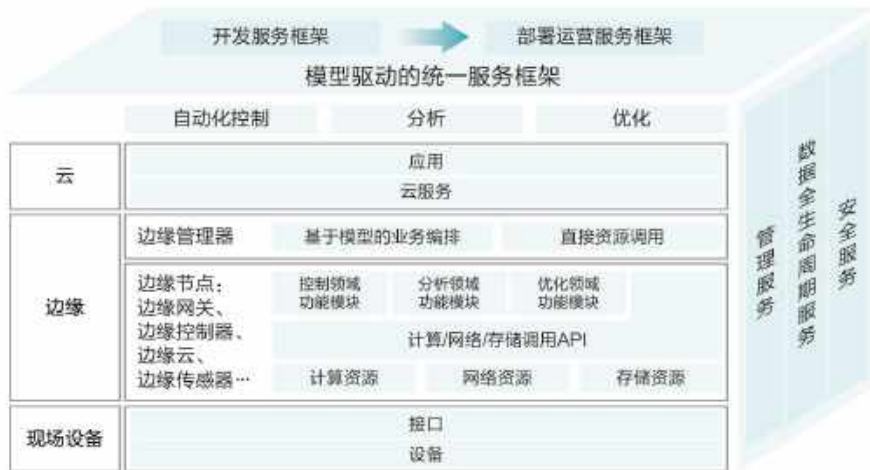 开发服务框架
部署运营服务框架
模型驱动的统一服务框架
自动化控制
分析
优化
云
应用
云服务
边缘
边缘管理器
基于模型的业务编排
直接资源调用
边缘节点：
边缘网关、
边缘控制器、
边缘云、
边缘传感器…
控制领域
功能模块
分析领域
功能模块
优化领域
功能模块
计算/网络/存储调用API
计算资源
网络资源
存储资源
现场设备
接口
设备
管理服务
数据全生命周期服务
安全服务